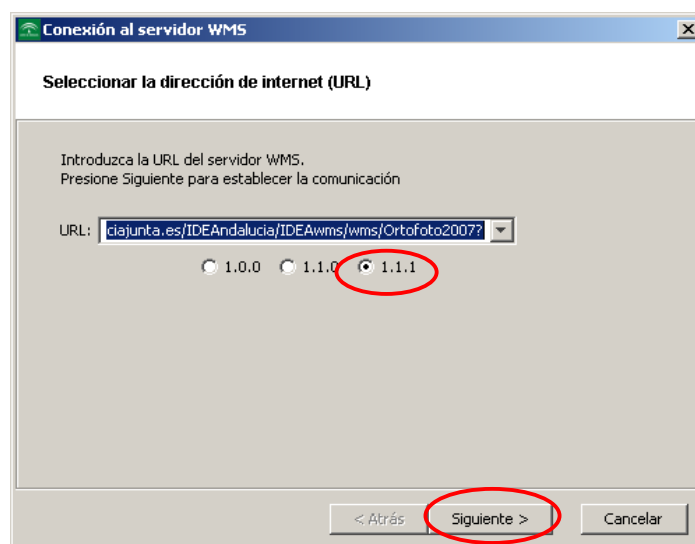 Conexión al servidor WMS
Seleccionar la dirección de internet (URL)
Introduzca la URL del servidor WMS.
Presione Siguiente para establecer la comunicación
URL: ciajunta.es/IDEAndalucia/IDEAwms/wms/Ortofoto2007?
1.0.0 1.1.0 1.1.1
< Atrás Siguiente > Cancelar